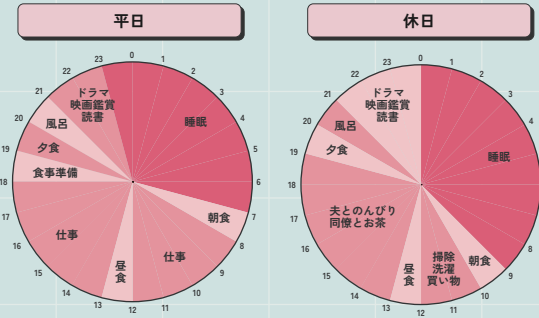 平日
23
0
1
2
3
4
5
6
7
8
9
10
11
12
13
14
15
16
17
18
19
20
21
22
ドラマ
映画鑑賞
読書
睡眠
風呂
夕食
食事準備
朝食
仕事
仕事
昼
食
休日
0
1
2
3
4
5
9
10
11
12
13
14
15
16
17
18
19
20
21
22
23
ドラマ
映画鑑賞
読書
睡眠
風呂
夕食
夫とのんびり
同僚とお茶
朝食
掃除
洗濯
買い物
昼
食